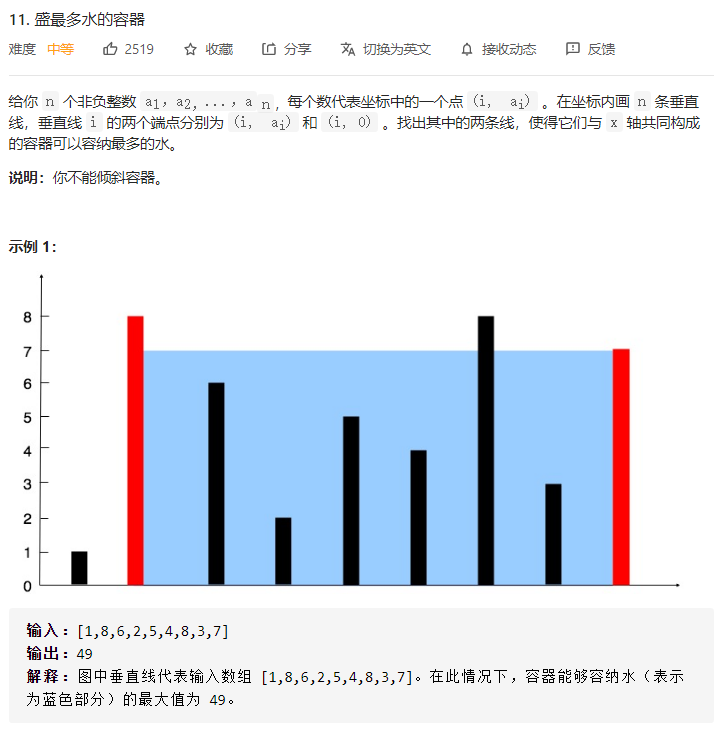 11. 盛最多水的容器
难度 中等 2519 收藏 分享 切换为英文 接收动态 反馈
给你 n 个非负整数 a1，a2，...，a n，每个数代表坐标中的一个点 (i, ai) 。在坐标内画 n 条垂直
线，垂直线 i 的两个端点分别为 (i, ai) 和 (i, 0) 。找出其中的两条线，使得它们与 x 轴共同构成
的容器可以容纳最多的水。
说明：你不能倾斜容器。
示例 1：
8
7
6
5
4
3
2
1
0
输入：[1,8,6,2,5,4,8,3,7]
输出：49
解释：图中垂直线代表输入数组 [1,8,6,2,5,4,8,3,7]。在此情况下，容器能够容纳水（表示
为蓝色部分）的最大值为 49。